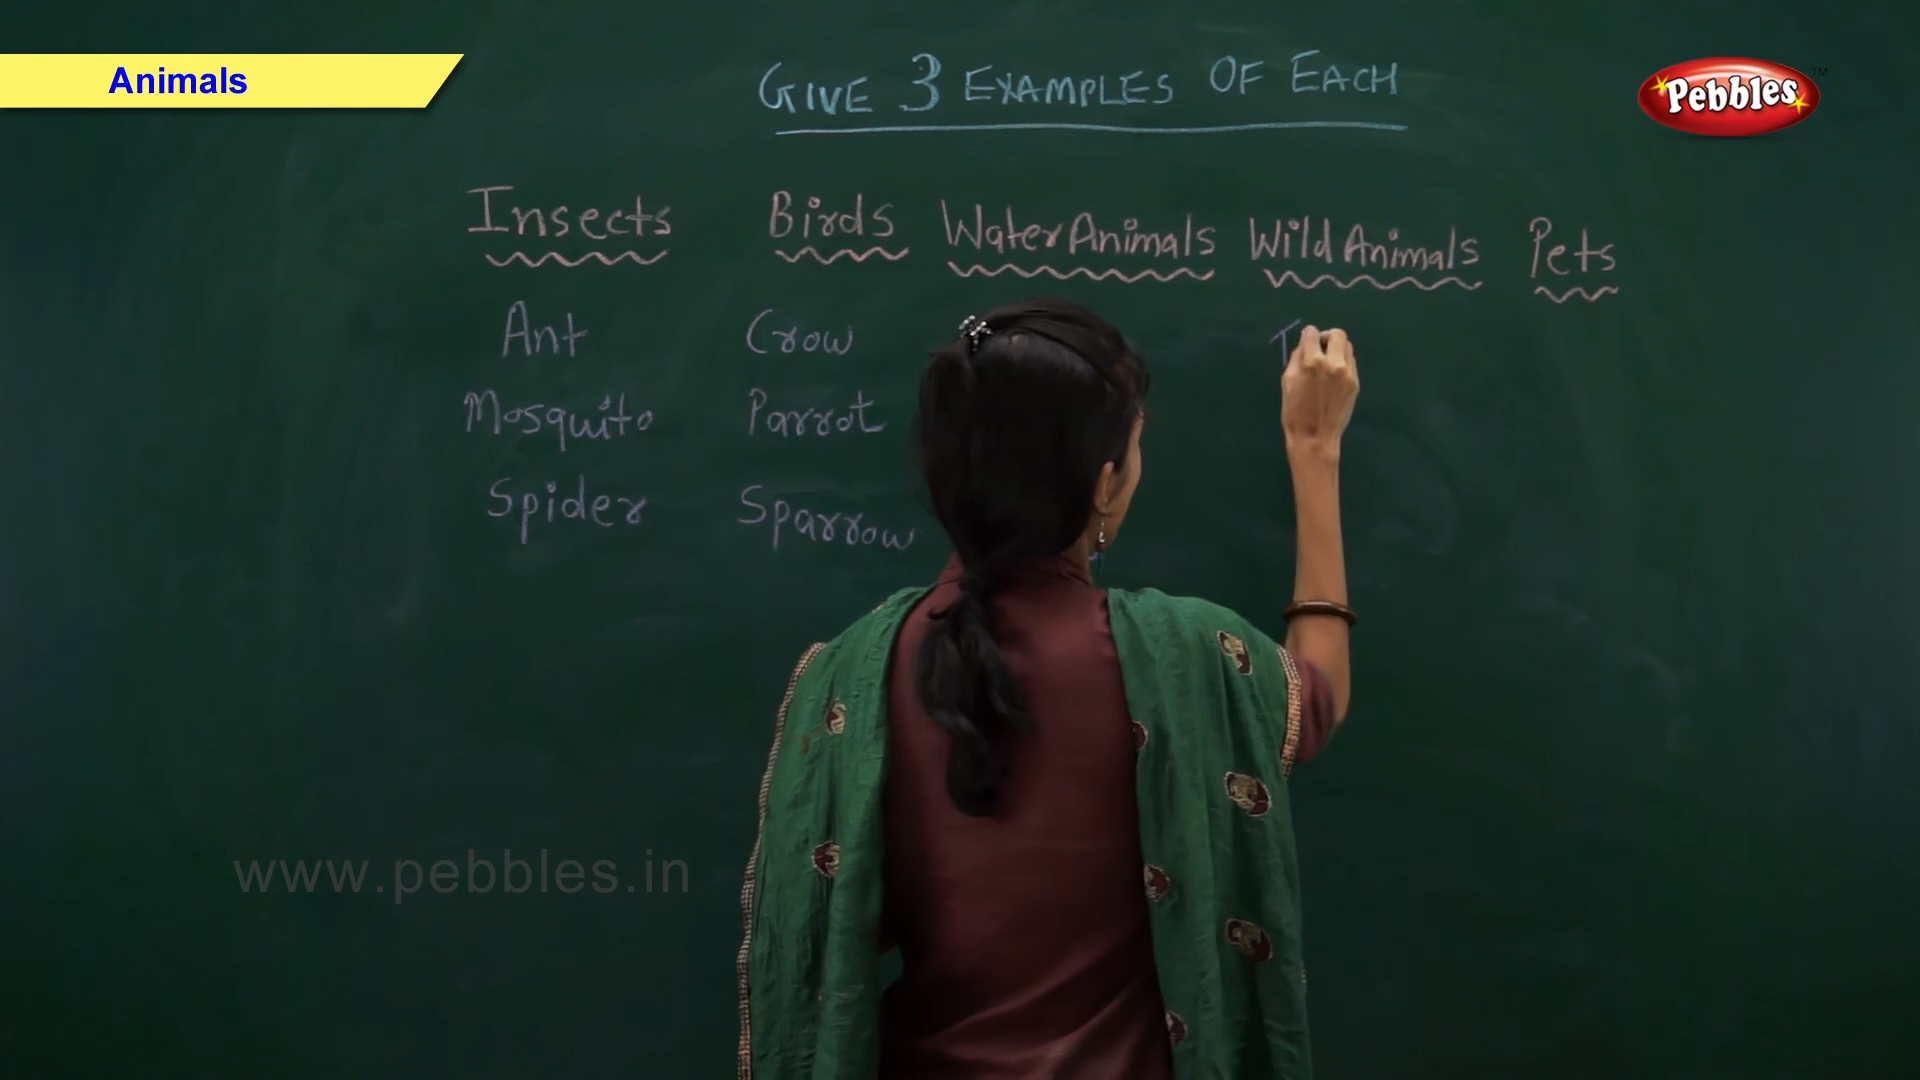 Animals
GIVE 3 EXAMPLES OF EACH
Pebbles™
Insects Birds Water Animals Wild Animals Pets
Ant Crow
Mosquito Parrot
Spider Sparrow
www.pebbles.in